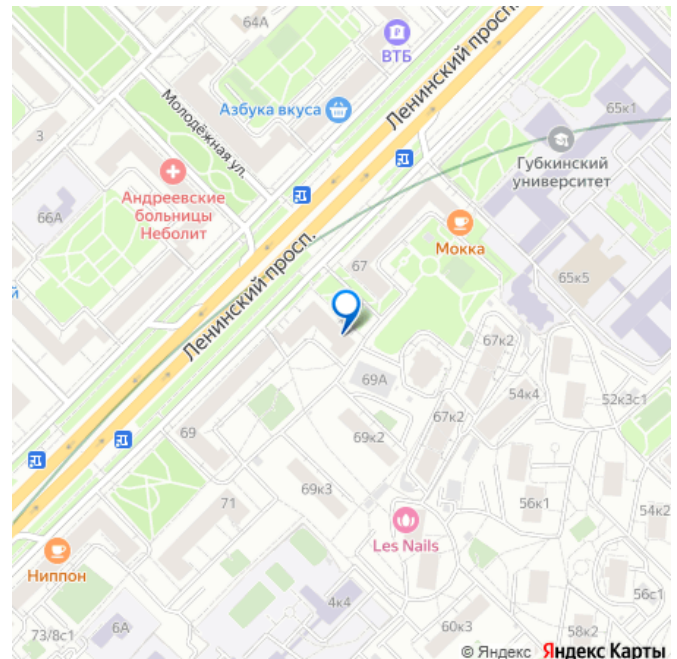 64А
ВТБ
Ленинский просп.
Азбука вкуса
Молодёжная ул.
65к1
3
Губкинский
университет
Андреевские
больницы
Неболит
66А
Мокка
67
65к5
й
Ленинский просп.
67к2
69А
54к4
52к3с1
67к2
69
69к2
69к3
71
56к1
54к2
Les Nails
Ниппон
4к4
56с1
6А
60к3
58к2
73/8с1
© Яндекс Яндекс Карты